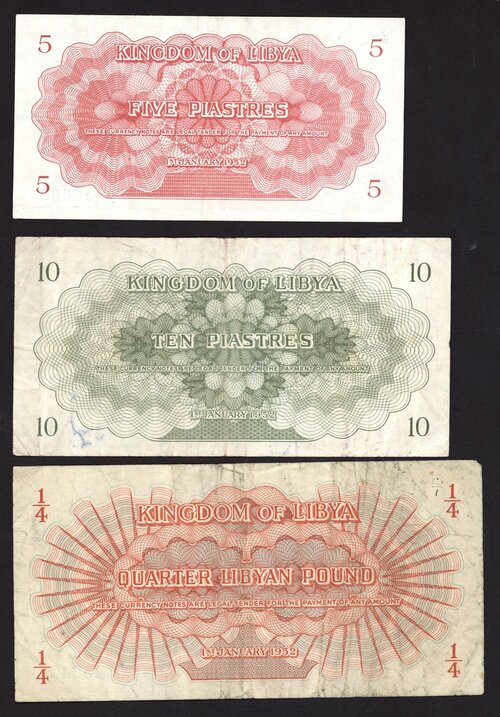 5 5
KINGDOM OF LIBYA
FIVE PIASTRES
THESE CURRENCY NOTES ARE LEGAL TENDER FOR THE PAYMENT OF ANY AMOUNT
1ST JANUARY 1952
5 5
10 10
KINGDOM OF LIBYA
TEN PIASTRES
THESE CURRENCY NOTES ARE LEGAL TENDER FOR THE PAYMENT OF ANY AMOUNT
1ST JANUARY 1952
10 10
1/4 1/4
KINGDOM OF LIBYA
QUARTER LIBYAN POUND
THESE CURRENCY NOTES ARE LEGAL TENDER FOR THE PAYMENT OF ANY AMOUNT
1ST JANUARY 1952
1/4 1/4